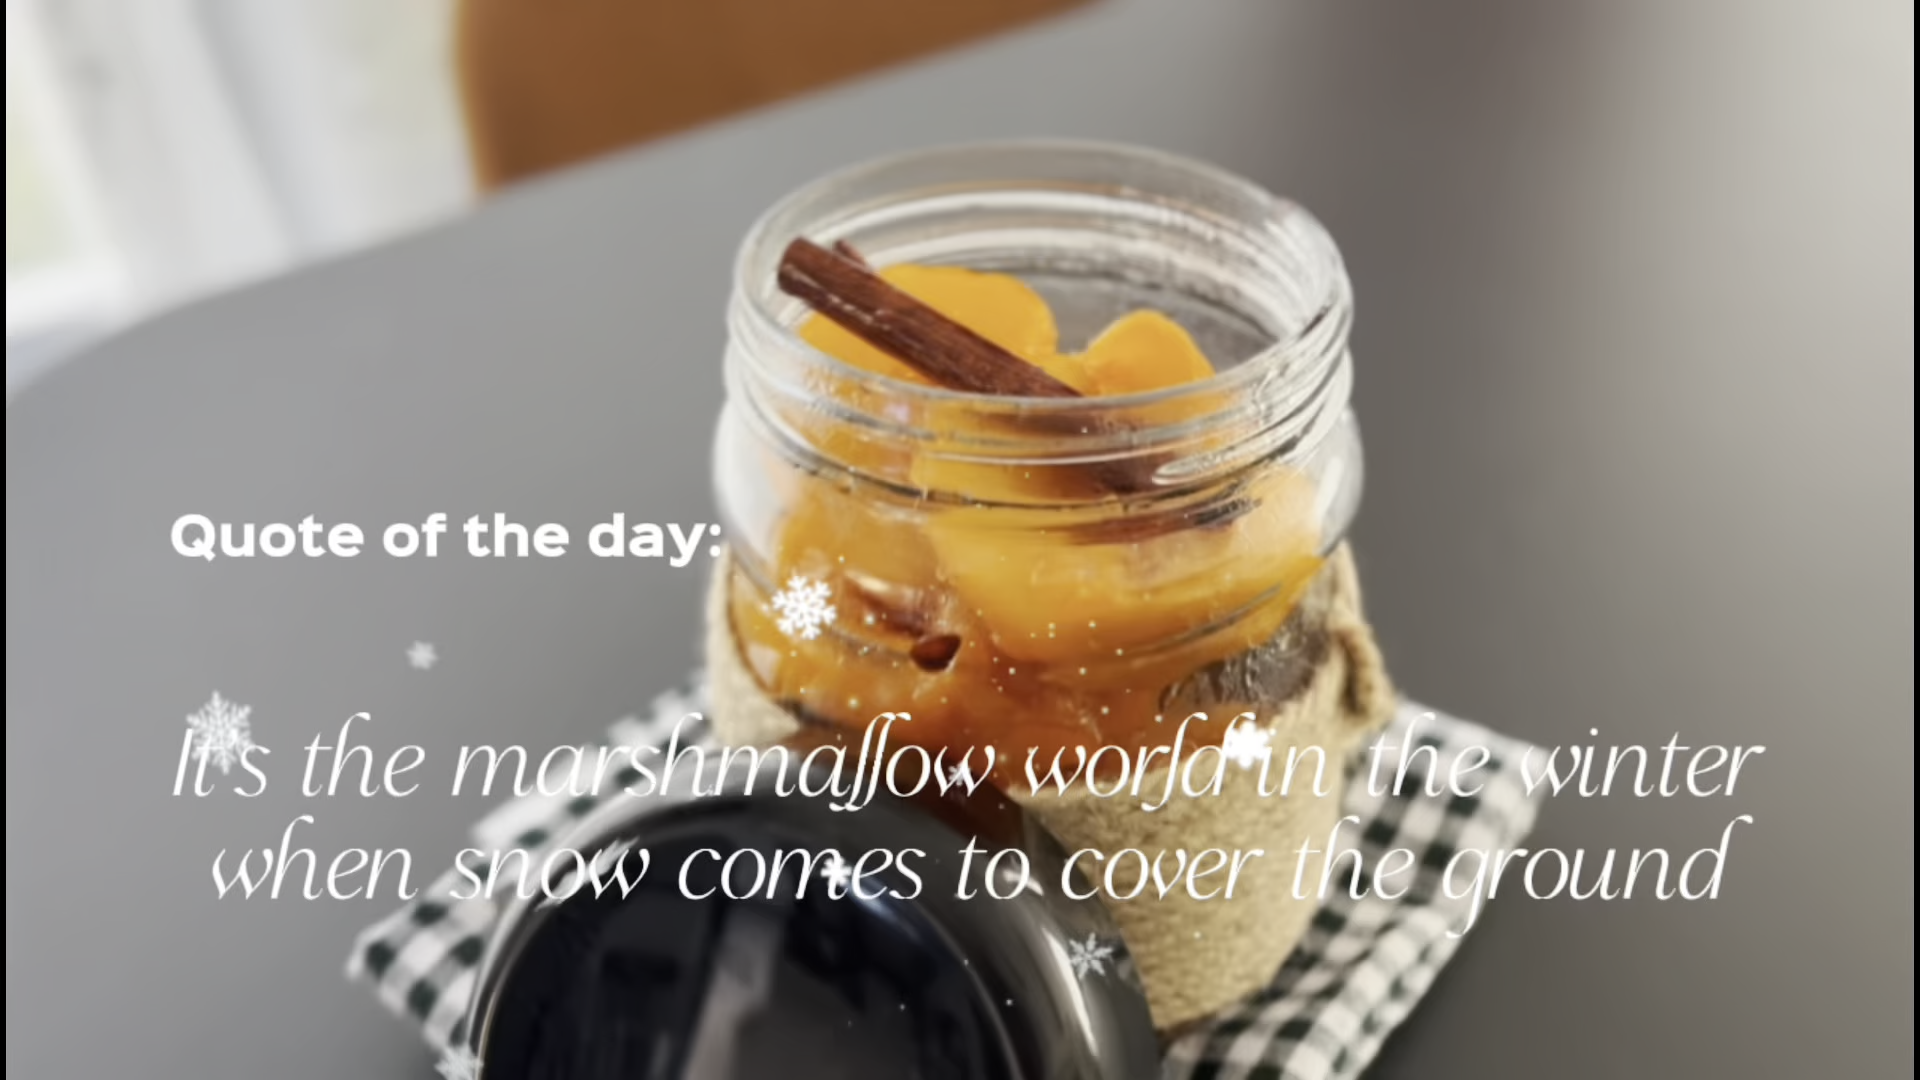 Quote of the day:
It's the marshmallow world in the winter
when snow comes to cover the ground